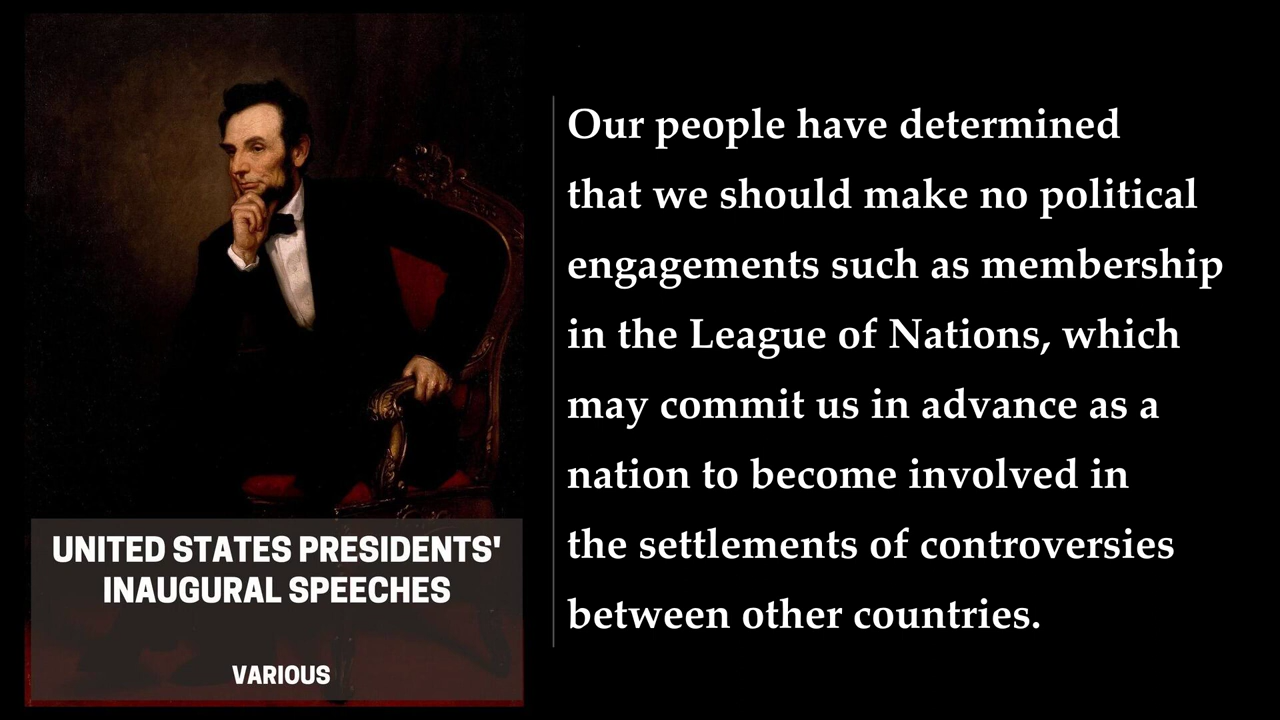 UNITED STATES PRESIDENTS'
INAUGURAL SPEECHES
VARIOUS
Our people have determined
that we should make no political
engagements such as membership
in the League of Nations, which
may commit us in advance as a
nation to become involved in
the settlements of controversies
between other countries.